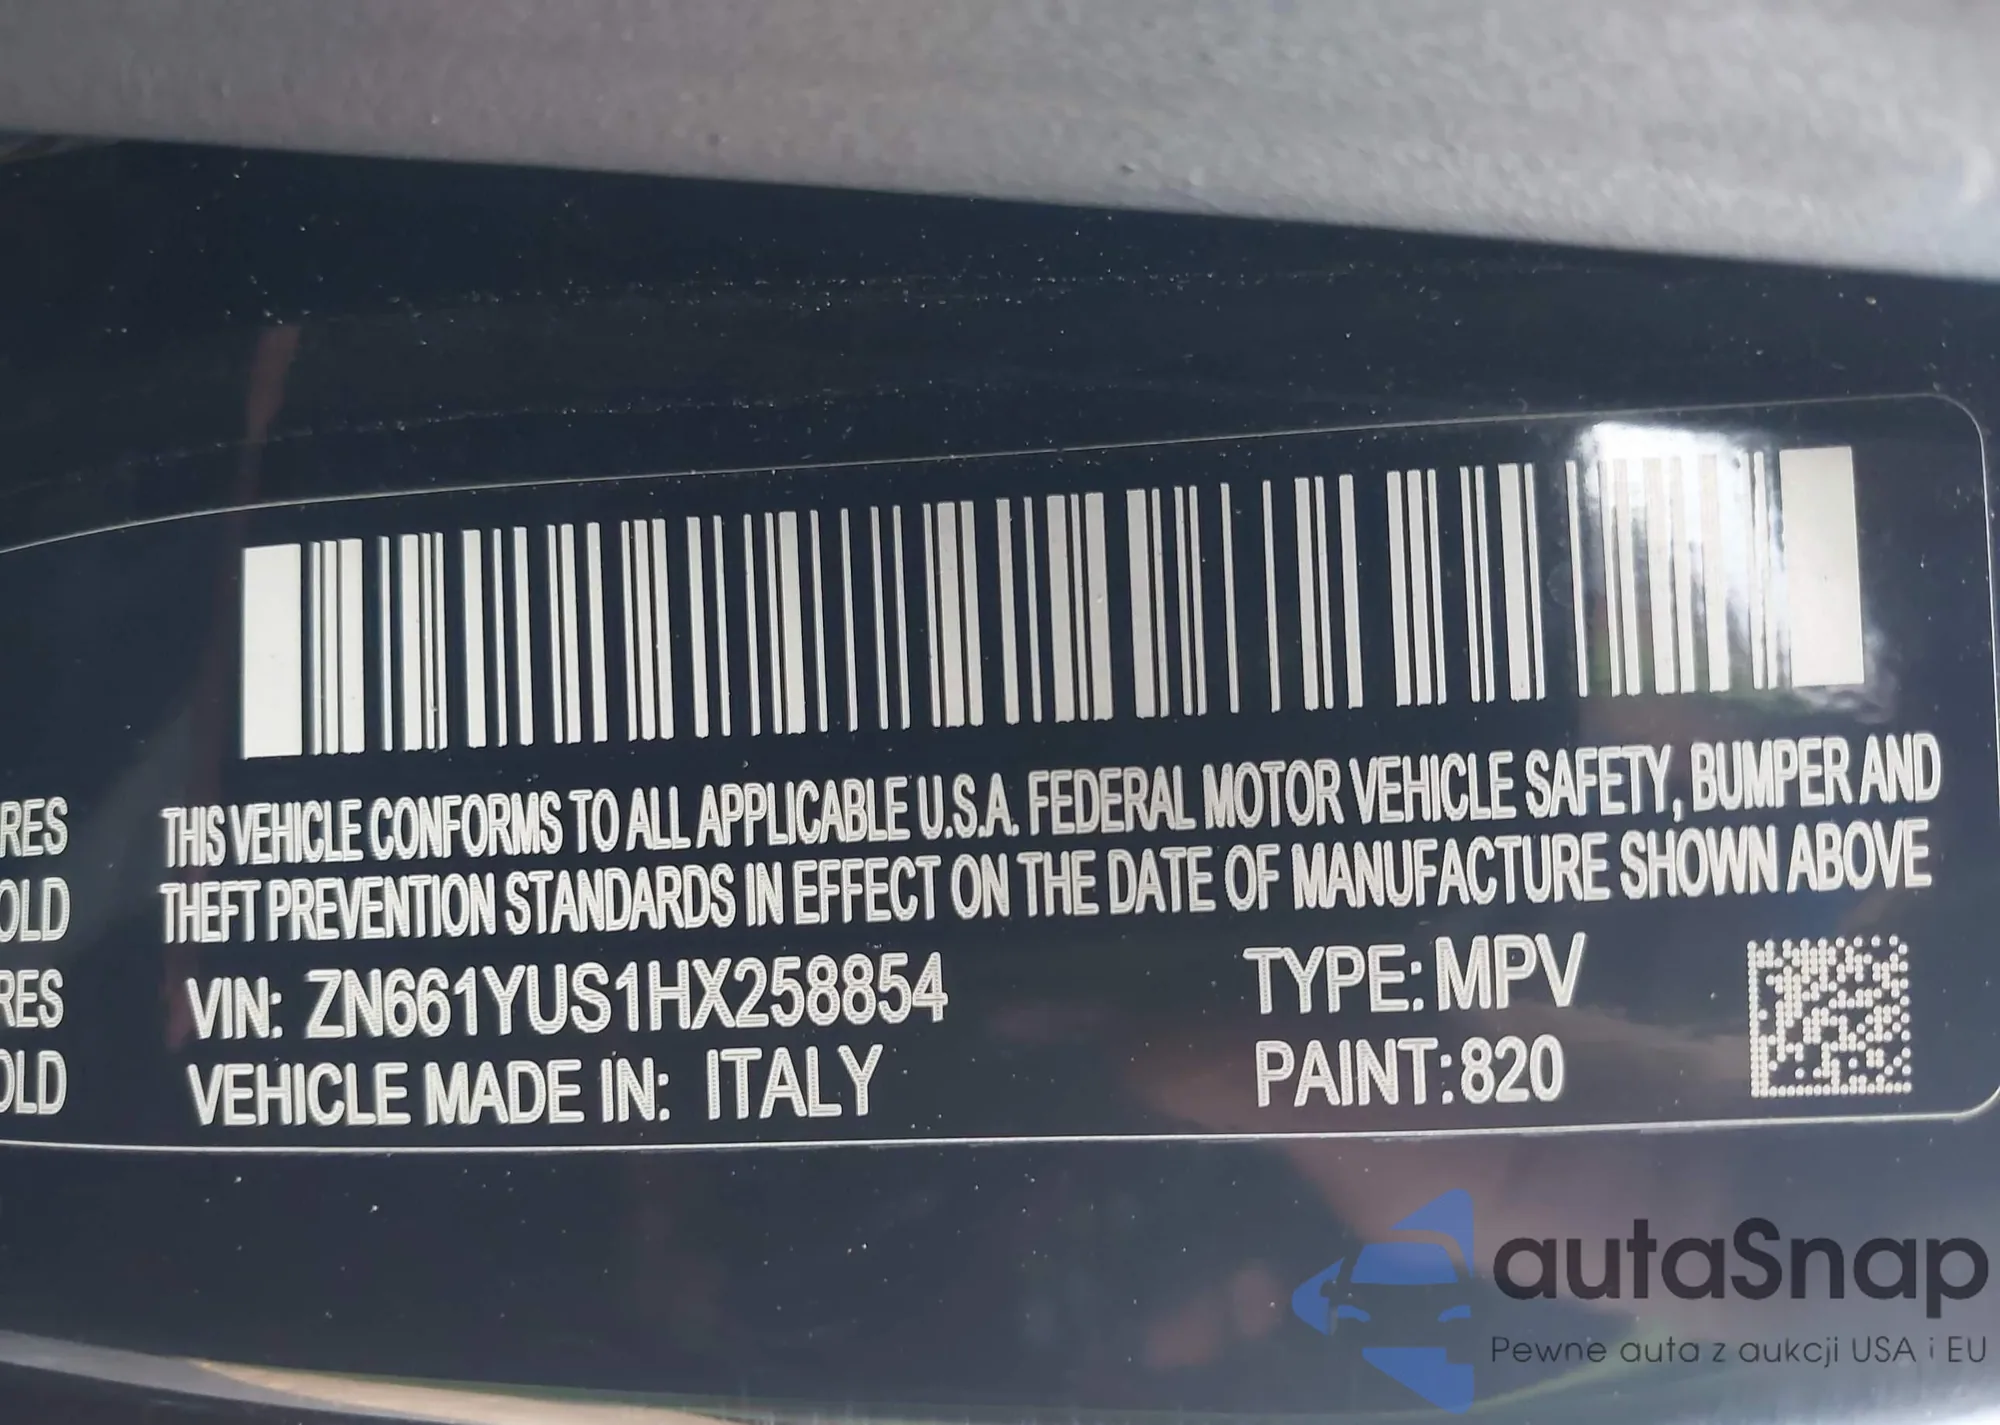 RES
OLD
RES
OLD
THIS VEHICLE CONFORMS TO ALL APPLICABLE U.S.A. FEDERAL MOTOR VEHICLE SAFETY, BUMPER AND
THEFT PREVENTION STANDARDS IN EFFECT ON THE DATE OF MANUFACTURE SHOWN ABOVE
VIN: ZN661YUS1HX258854 TYPE: MPV
VEHICLE MADE IN: ITALY PAINT:820
autaSnap
Pewne auta z aukcji USA i EU